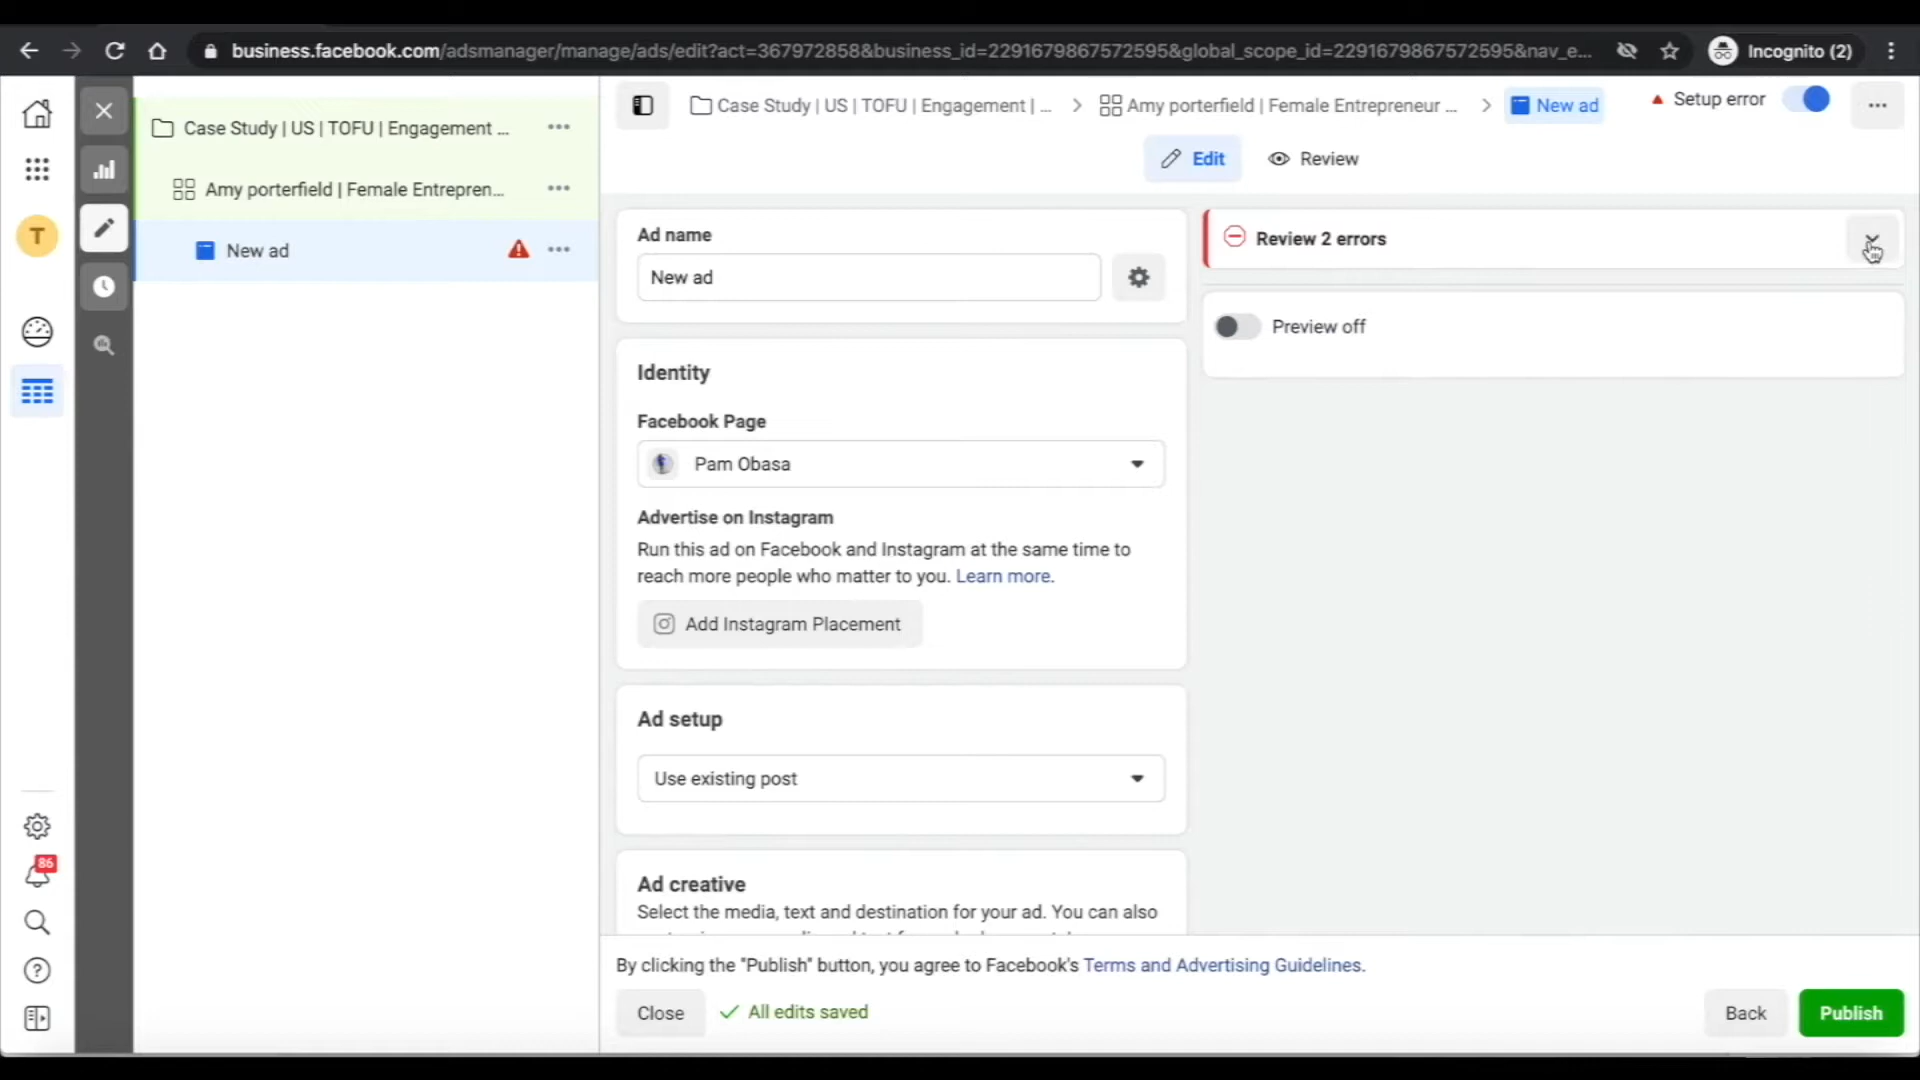 business.facebook.com/adsmanager/manage/ads/edit?act=367972858&business_id=2291679867572595&global_scope_id=2291679867572595&nav_e...
Incognito (2)
Case Study | US | TOFU | Engagement ...
Amy porterfield | Female Entrepren...
New ad
T
86
Case Study | US | TOFU | Engagement | ...
Amy porterfield | Female Entrepreneur ...
New ad
Setup error
Edit
Review
Ad name
New ad
Identity
Facebook Page
Pam Obasa
Advertise on Instagram
Run this ad on Facebook and Instagram at the same time to
reach more people who matter to you. Learn more.
Add Instagram Placement
Ad setup
Use existing post
Ad creative
Select the media, text and destination for your ad. You can also
Review 2 errors
Preview off
By clicking the "Publish" button, you agree to Facebook's Terms and Advertising Guidelines.
Close
All edits saved
Back
Publish